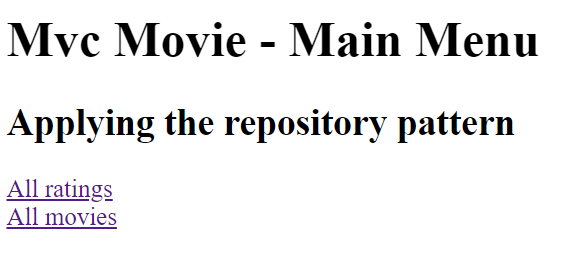 Mvc Movie - Main Menu
Applying the repository pattern
All ratings
All movies